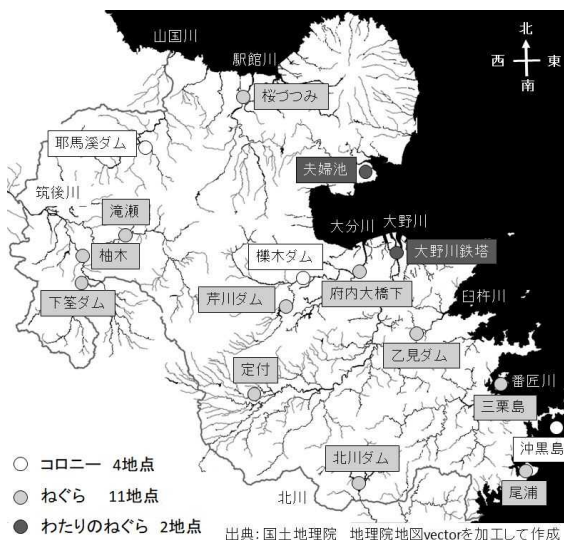 山国川
駅館川
北
西 東
南
桜づつみ
耶馬溪ダム
夫婦池
筑後川
滝瀬
大分川
大野川
柚木
櫟木ダム
大野川鉄塔
下筌ダム
芹川ダム
府内大橋下
臼杵川
乙見ダム
定付
番匠川
三栗島
沖黒島
北川ダム
尾浦
北川
コロニー 4地点
ねぐら 11地点
わたりのねぐら 2地点
出典:国土地理院 地理院地図vectorを加工して作成